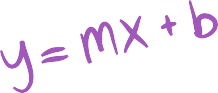 y = mx + b